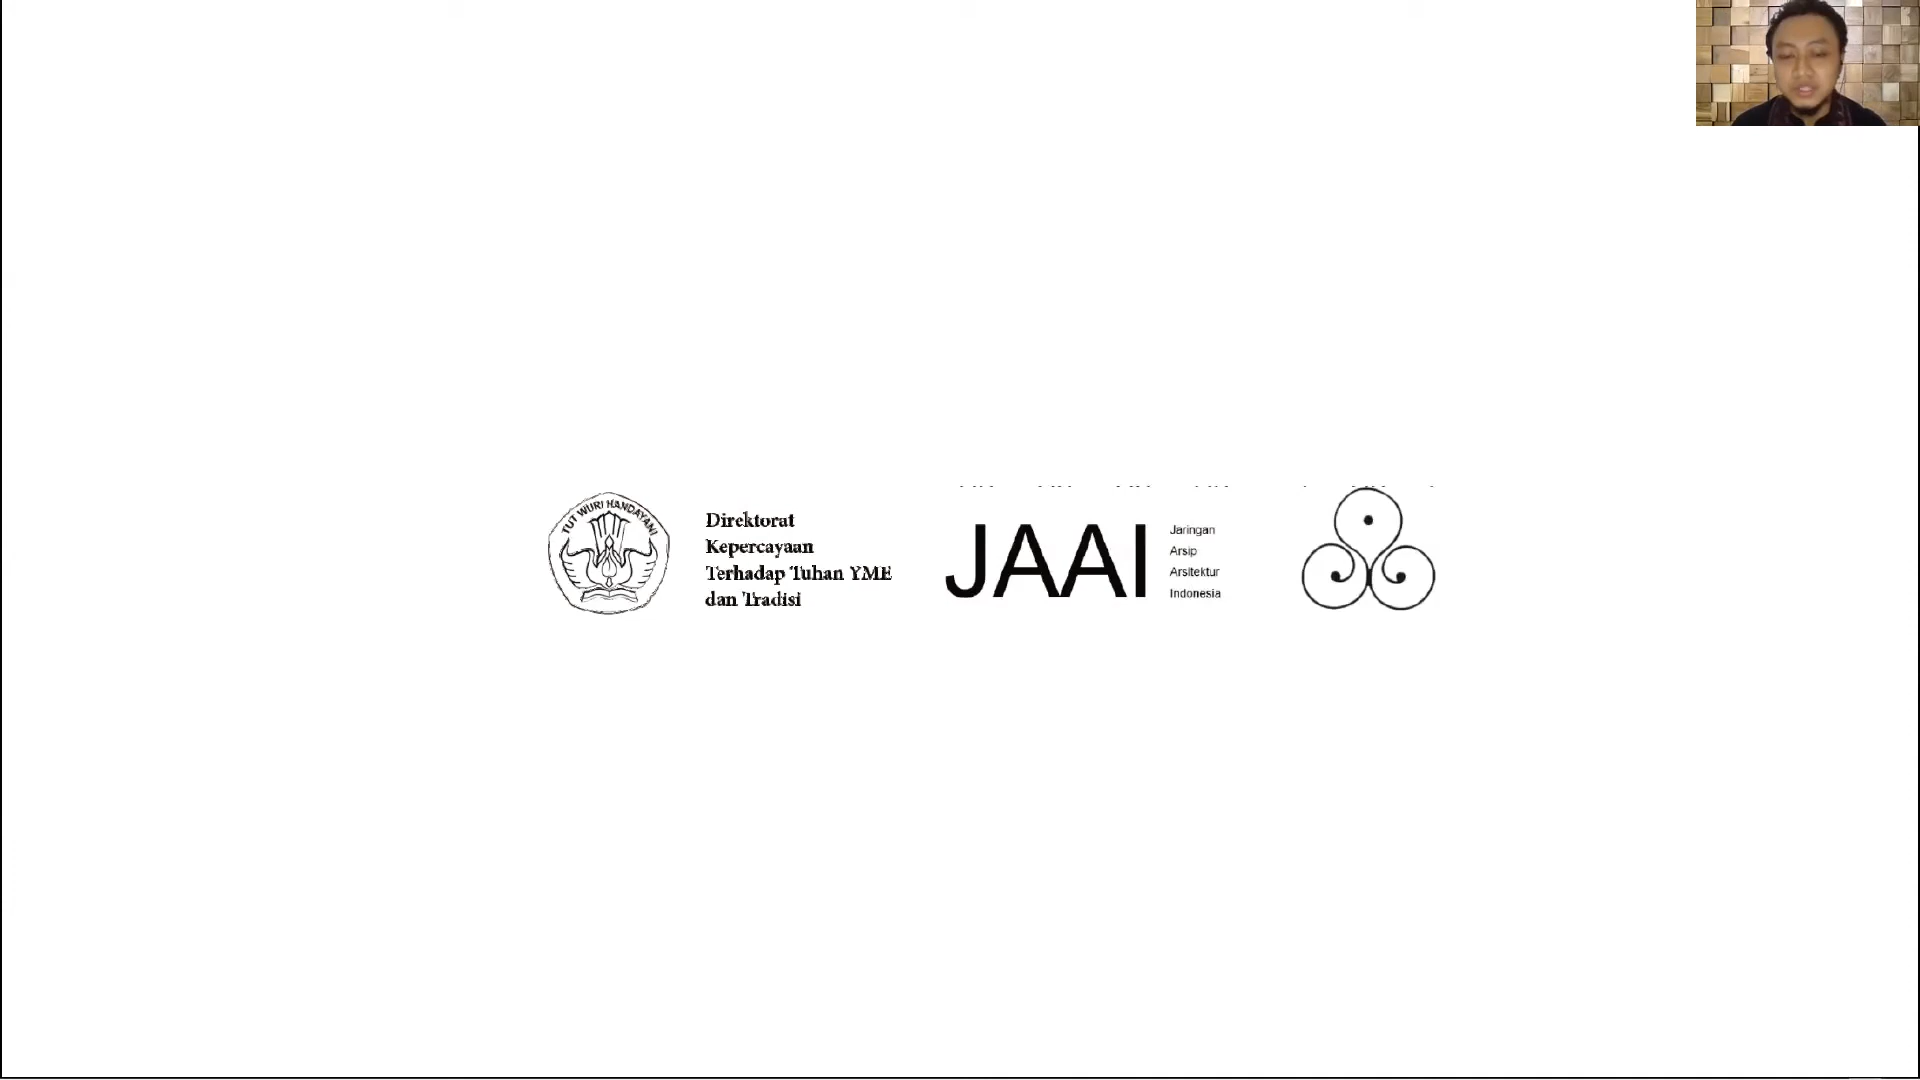 TUT WURI HANDAYANI
Direktorat
Kepercayaan
Terhadap Tuhan YME
dan Tradisi
JAAI
Jaringan
Arsip
Arsitektur
Indonesia